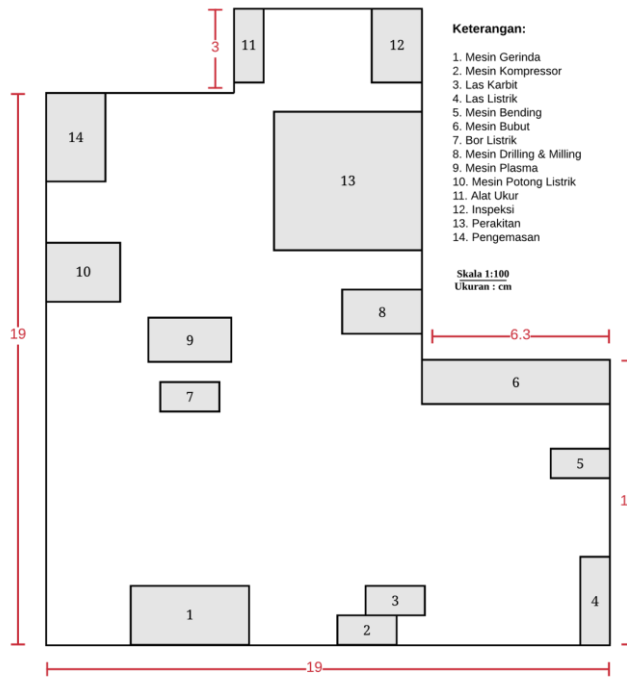 3
11
12
Keterangan:
1. Mesin Gerinda
2. Mesin Kompressor
3. Las Karbit
4. Las Listrik
5. Mesin Bending
6. Mesin Bubut
7. Bor Listrik
8. Mesin Drilling & Milling
9. Mesin Plasma
10. Mesin Potong Listrik
11. Alat Ukur
12. Inspeksi
13. Perakitan
14. Pengemasan
Skala 1:100
Ukuran : cm
14
13
10
8
9
19
6.3
6
7
5
1
2
3
4
19